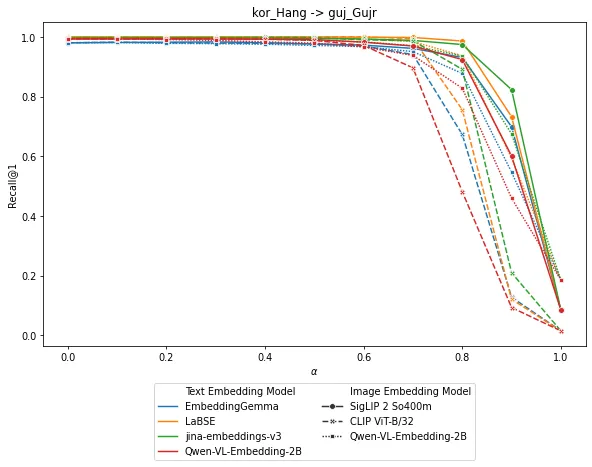 kor_Hang -> guj_Gujr
1.0
0.8
0.6
0.4
0.2
0.0
Recall@1
0.0 0.2 0.4 0.6 0.8 1.0
α
Text Embedding Model Image Embedding Model
EmbeddingGemma SigLIP 2 So400m
LaBSE CLIP ViT-B/32
jina-embeddings-v3 Qwen-VL-Embedding-2B
Qwen-VL-Embedding-2B